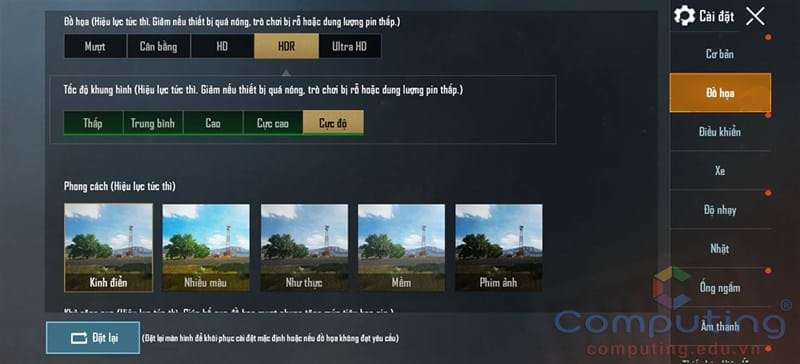 Đồ họa (Hiệu lực tức thì. Giảm nếu thiết bị quá nóng, trò chơi bị rỗ hoặc dung lượng pin thấp.)
Mượt Cân bằng HD HDR Ultra HD
Tốc độ khung hình (Hiệu lực tức thì. Giảm nếu thiết bị quá nóng, trò chơi bị rỗ hoặc dung lượng pin thấp.)
Thấp Trung bình Cao Cực cao Cực độ
Phong cách (Hiệu lực tức thì)
Kinh điển Nhiều màu Như thực Mềm Phim ảnh
Đặt lại (Đặt lại màn hình để khôi phục cài đặt mặc định hoặc nếu đồ họa không đạt yêu cầu)
Cài đặt
Cơ bản
Đồ họa
Điều khiển
Xe
Độ nhạy
Nhặt
Ống ngắm
Âm thanh
Computing®
computing.edu.vn